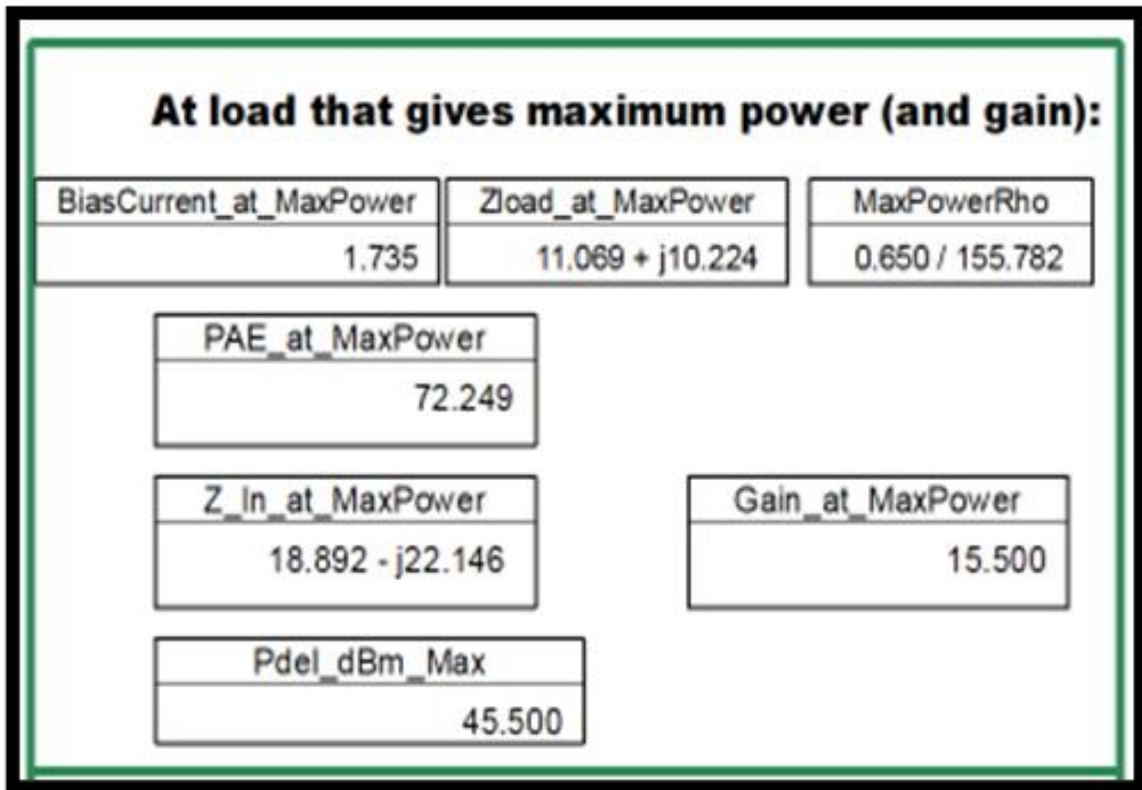 At load that gives maximum power (and gain):
BiasCurrent_at_MaxPower Zload_at_MaxPower MaxPowerRho
1.735 11.069 + j10.224 0.650 / 155.782
PAE_at_MaxPower
72.249
Z_In_at_MaxPower Gain_at_MaxPower
18.892 - j22.146 15.500
Pdel_dBm_Max
45.500